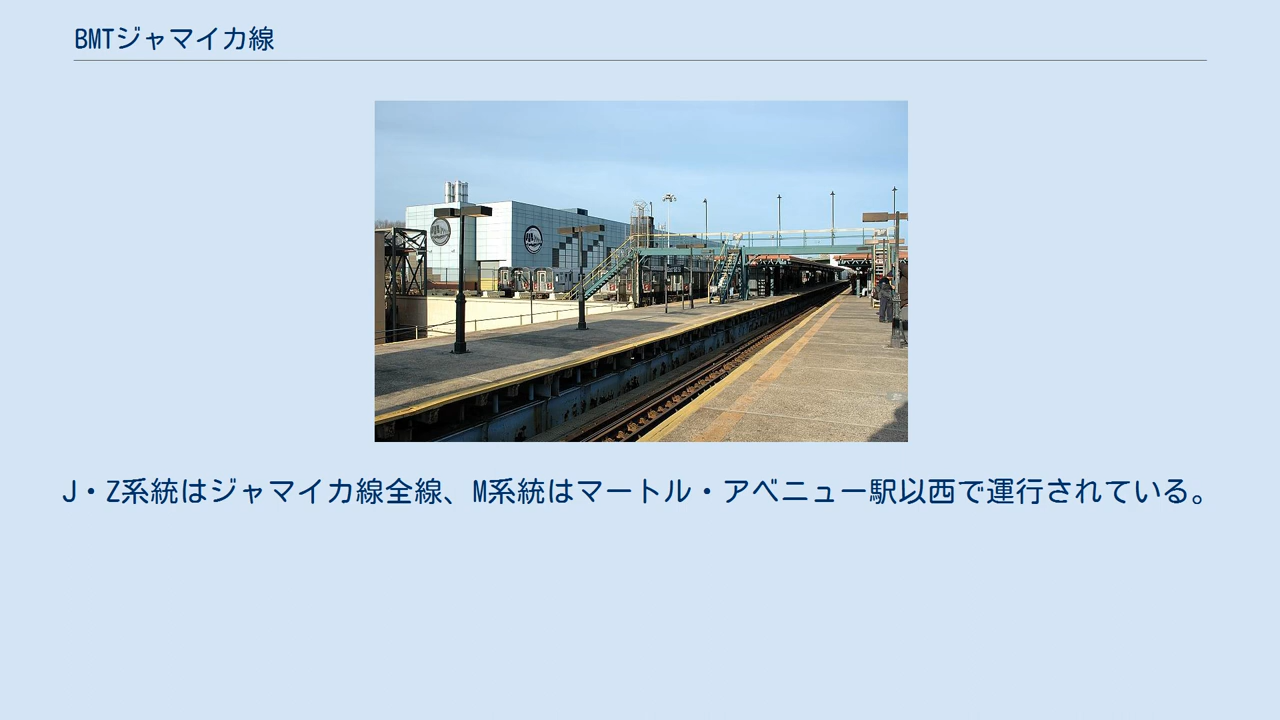 BMTジャマイカ線
J・Z系統はジャマイカ線全線、M系統はマートル・アベニュー駅以西で運行されている。